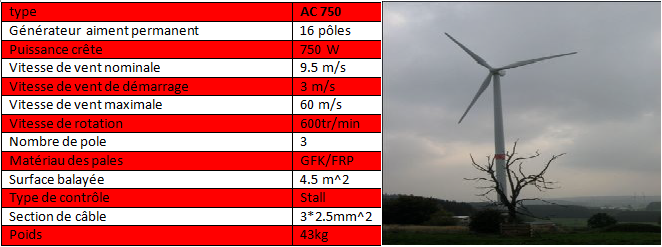 type AC 750
Générateur aiment permanent 16 pôles
Puissance crête 750 W
Vitesse de vent nominale 9.5 m/s
Vitesse de vent de démarrage 3 m/s
Vitesse de vent maximale 60 m/s
Vitesse de rotation 600tr/min
Nombre de pole 3
Matériau des pales GFK/FRP
Surface balayée 4.5 m^2
Type de contrôle Stall
Section de câble 3*2.5mm^2
Poids 43kg